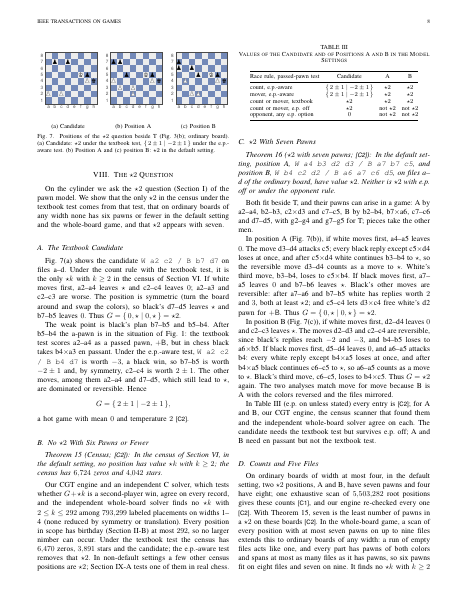 IEEE TRANSACTIONS ON GAMES 8
(a) Candidate (b) Position A (c) Position B
Fig. 7. Positions of the ⋆2 question beside T (Fig. 3(b); ordinary board).
(a) Candidate: ⋆2 under the textbook test, {2 ± 1 | −2 ± 1} under the e.p.-
aware test. (b) Position A and (c) position B: ⋆2 in the default setting.
VIII. THE ⋆2 QUESTION
On the cylinder we ask the ⋆2 question (Section I) of the
pawn model. We show that the only ⋆2 in the census under the
textbook test comes from that test, that on ordinary boards of
any width none has six pawns or fewer in the default setting
and the whole-board game, and that ⋆2 appears with seven.
A. The Textbook Candidate
Fig. 7(a) shows the candidate W a2 c2 / B b7 d7 on
files a–d. Under the count rule with the textbook test, it is
the only ⋆k with k ≥ 2 in the census of Section VI. If white
moves first, a2–a4 leaves ⋆ and c2–c4 leaves 0; a2–a3 and
c2–c3 are worse. The position is symmetric (turn the board
around and swap the colors), so black's d7–d5 leaves ⋆ and
b7–b5 leaves 0. Thus G = {0, ⋆ | 0, ⋆} = ⋆2.
The weak point is black's plan b7–b5 and b5–b4. After
b5–b4 the a-pawn is in the situation of Fig. 1: the textbook
test scores a2–a4 as a passed pawn, +B, but in chess black
takes b4×a3 en passant. Under the e.p.-aware test, W a2 c2
/ B b4 d7 is worth −3, a black win, so b7–b5 is worth
−2 ± 1 and, by symmetry, c2–c4 is worth 2 ± 1. The other
moves, among them a2–a4 and d7–d5, which still lead to ⋆,
are dominated or reversible. Hence
G = {2 ± 1 | −2 ± 1},
a hot game with mean 0 and temperature 2 [C2].
B. No ⋆2 With Six Pawns or Fewer
Theorem 15 (Census; [C2]): In the census of Section VI, in
the default setting, no position has value ⋆k with k ≥ 2; the
census has 6,724 zeros and 4,042 stars.
Our CGT engine and an independent C solver, which tests
whether G+⋆k is a second-player win, agree on every record,
and the independent whole-board solver finds no ⋆k with
2 ≤ k ≤ 292 among 793,299 labeled placements on widths 1–
4 (none reduced by symmetry or translation). Every position
in scope has birthday (Section II-B) at most 292, so no larger
nimber can occur. Under the textbook test the census has
6,470 zeros, 3,891 stars and the candidate; the e.p.-aware test
removes that ⋆2. In non-default settings a few other census
positions are ⋆2; Section IX-A tests one of them in real chess.
TABLE III
VALUES OF THE CANDIDATE AND OF POSITIONS A AND B IN THE MODEL
SETTINGS
Race rule, passed-pawn test Candidate A B
count, e.p.-aware {2 ± 1 | −2 ± 1} ⋆2 ⋆2
mover, e.p.-aware {2 ± 1 | −2 ± 1} ⋆2 ⋆2
count or mover, textbook ⋆2 ⋆2 ⋆2
count or mover, e.p. off ⋆2 not ⋆2 not ⋆2
opponent, any e.p. option 0 not ⋆2 not ⋆2
C. ⋆2 With Seven Pawns
Theorem 16 (⋆2 with seven pawns; [C2]): In the default set-
ting, position A, W a4 b3 d2 d3 / B a7 b7 c5, and
position B, W b4 c2 d2 / B a6 a7 c6 d5, on files a–
d of the ordinary board, have value ⋆2. Neither is ⋆2 with e.p.
off or under the opponent rule.
Both fit beside T, and their pawns can arise in a game: A by
a2–a4, b2–b3, c2×d3 and c7–c5, B by b2–b4, b7×a6, c7–c6
and d7–d5, with g2–g4 and g7–g5 for T; pieces take the other
men.
In position A (Fig. 7(b)), if white moves first, a4–a5 leaves
0. The move d3–d4 attacks c5; every black reply except c5×d4
loses at once, and after c5×d4 white continues b3–b4 to ⋆, so
the reversible move d3–d4 counts as a move to ⋆. White's
third move, b3–b4, loses to c5×b4. If black moves first, a7–
a5 leaves 0 and b7–b6 leaves ⋆. Black's other moves are
reversible: after a7–a6 and b7–b5 white has replies worth 2
and 3, both at least ⋆2; and c5–c4 lets d3×c4 free white's d2
pawn for +B. Thus G = {0, ⋆ | 0, ⋆} = ⋆2.
In position B (Fig. 7(c)), if white moves first, d2–d4 leaves 0
and c2–c3 leaves ⋆. The moves d2–d3 and c2–c4 are reversible,
since black's replies reach −2 and −3, and b4–b5 loses to
a6×b5. If black moves first, d5–d4 leaves 0, and a6–a5 attacks
b4: every white reply except b4×a5 loses at once, and after
b4×a5 black continues c6–c5 to ⋆, so a6–a5 counts as a move
to ⋆. Black's third move, c6–c5, loses to b4×c5. Thus G = ⋆2
again. The two analyses match move for move because B is
A with the colors reversed and the files mirrored.
In Table III (e.p. on unless stated) every entry is [C2]; for A
and B, our CGT engine, the census scanner that found them
and the independent whole-board solver agree on each. The
candidate needs the textbook test but survives e.p. off; A and
B need en passant but not the textbook test.
D. Counts and Five Files
On ordinary boards of width at most four, in the default
setting, two ⋆2 positions, A and B, have seven pawns and four
have eight; one exhaustive scan of 5,503,282 root positions
gives these counts [C1], and our engine re-checked every one
[C2]. With Theorem 15, seven is the least number of pawns in
a ⋆2 on these boards [C2]. In the whole-board game, a scan of
every position with at most seven pawns on up to nine files
extends this to ordinary boards of any width: a run of empty
files acts like one, and every part has pawns of both colors
and spans at most as many files as it has pawns, so six pawns
fit on eight files and seven on nine. It finds no ⋆k with k ≥ 2